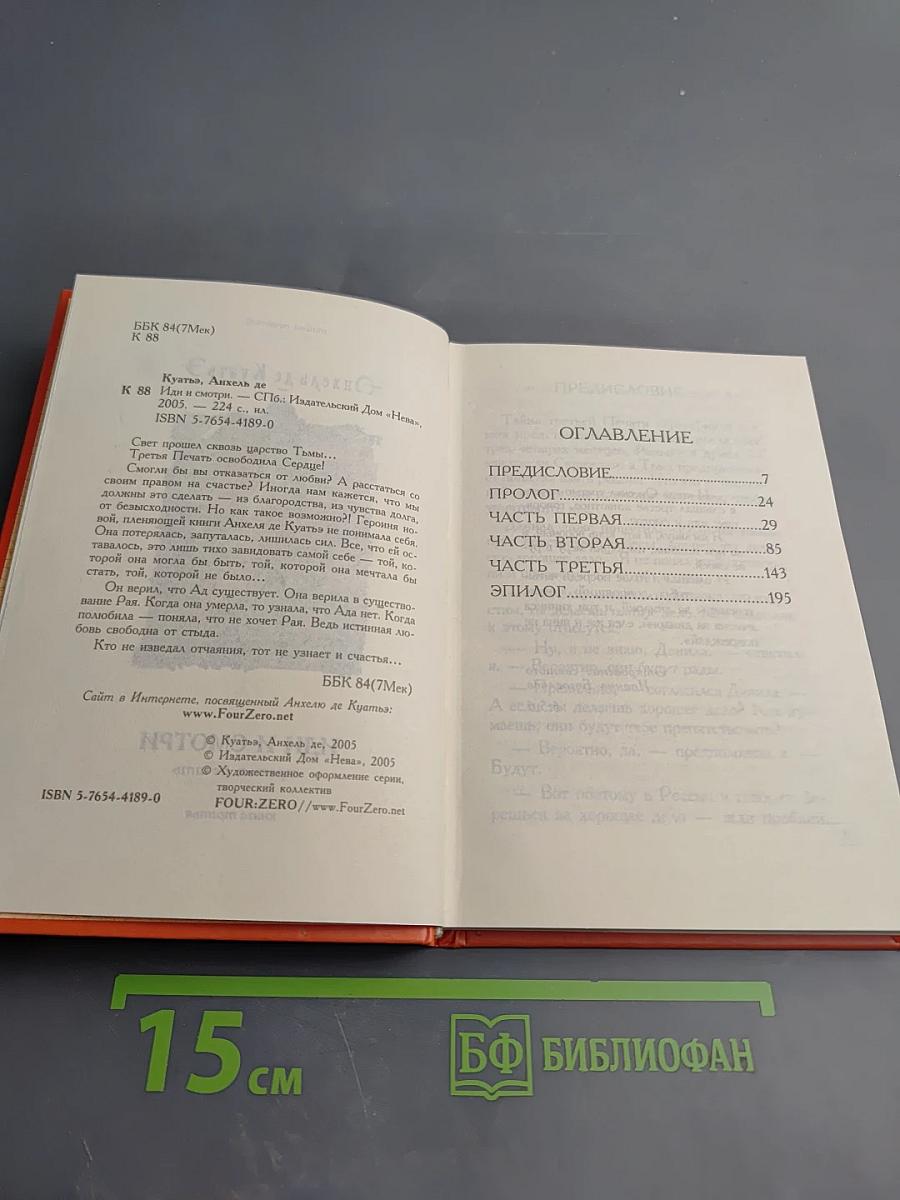 ББК 84(7Мек)
К 88
Куатьэ, Анхель де
К 88 Иди и смотри. — СПб.: Издательский Дом «Нева»,
2005. — 224 с., ил.
ISBN 5-7654-4189-0
Свет прошел сквозь царство Тьмы...
Третья Печать освободила Сердце!
Смогли бы вы отказаться от любви? А расстаться со
своим правом на счастье? Иногда нам кажется, что мы
должны это сделать — из благородства, из чувства долга,
от безысходности. Но как такое возможно?! Героиня но-
вой, пленяющей книги Анхеля де Куатьэ не понимала себя.
Она потерялась, запуталась, лишилась сил. Все, что ей ос-
тавалось, это лишь тихо завидовать самой себе — той, ко-
торой она могла бы быть, той, которой она мечтала бы
стать, той, которой не было...
Он верил, что Ад существует. Она верила в существо-
вание Рая. Когда она умерла, то узнала, что Ада нет. Когда
полюбила — поняла, что не хочет Рая. Ведь истинная лю-
бовь свободна от стыда.
Кто не изведал отчаяния, тот не узнает и счастья...
ББК 84(7Мек)
Сайт в Интернете, посвященный Анхелю де Куатьэ:
www.FourZero.net
© Куатьэ, Анхель де, 2005
© Издательский Дом «Нева», 2005
© Художественное оформление серии,
творческий коллектив
ISBN 5-7654-4189-0 FOUR:ZERO//www.FourZero.net
ОГЛАВЛЕНИЕ
ПРЕДИСЛОВИЕ...7
ПРОЛОГ...24
ЧАСТЬ ПЕРВАЯ...29
ЧАСТЬ ВТОРАЯ...85
ЧАСТЬ ТРЕТЬЯ...143
ЭПИЛОГ...195
15 см
БФ БИБЛИОФАН